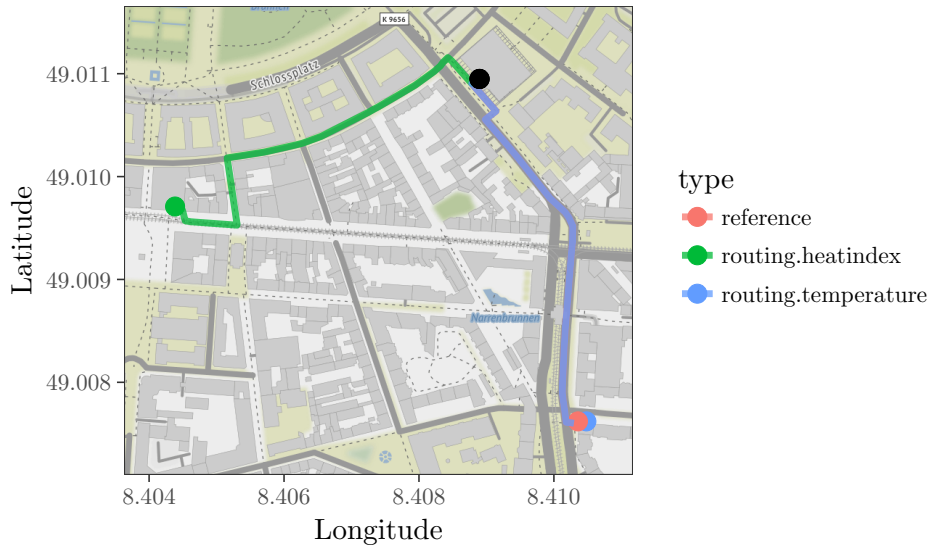 K 9656
Schlossplatz
Narrenbrunnen
49.011
49.010
49.009
49.008
Latitude
8.404
8.406
8.408
8.410
Longitude
type
reference
routing.heatindex
routing.temperature